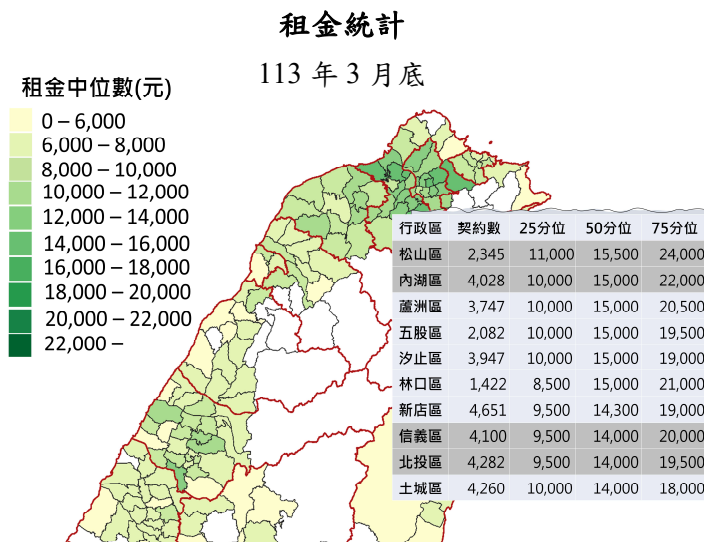 租金統計
113 年 3 月底
租金中位數(元)
0 – 6,000
6,000 – 8,000
8,000 – 10,000
10,000 – 12,000
12,000 – 14,000
14,000 – 16,000
16,000 – 18,000
18,000 – 20,000
20,000 – 22,000
22,000 –
行政區 契約數 25分位 50分位 75分位
松山區 2,345 11,000 15,500 24,000
內湖區 4,028 10,000 15,000 22,000
蘆洲區 3,747 10,000 15,000 20,500
五股區 2,082 10,000 15,000 19,500
汐止區 3,947 10,000 15,000 19,000
林口區 1,422 8,500 15,000 21,000
新店區 4,651 9,500 14,300 19,000
信義區 4,100 9,500 14,000 20,000
北投區 4,282 9,500 14,000 19,500
土城區 4,260 10,000 14,000 18,000